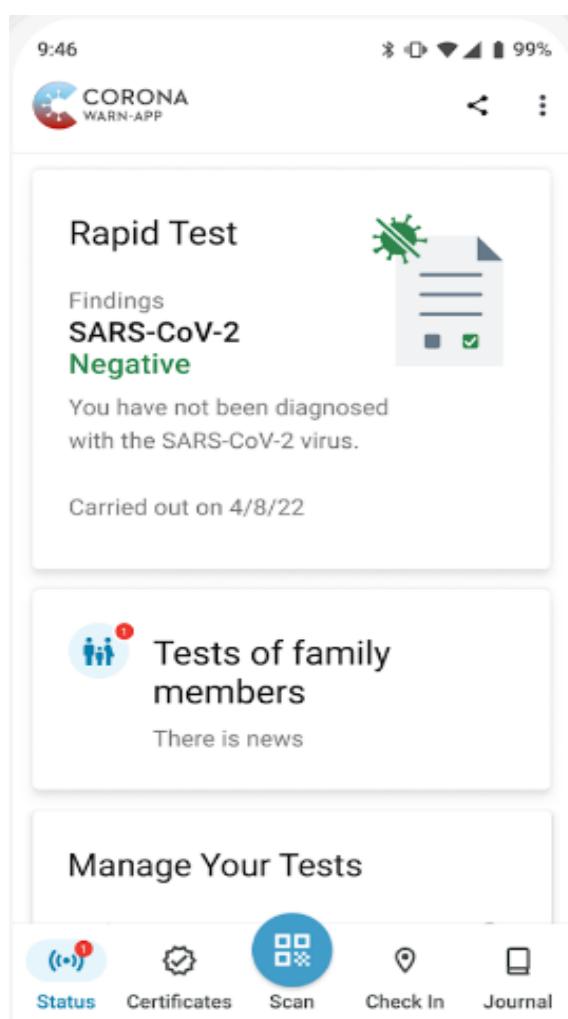 9:46 99%
CORONA
WARN-APP
Rapid Test
Findings
SARS-CoV-2
Negative
You have not been diagnosed
with the SARS-CoV-2 virus.
Carried out on 4/8/22
1
Tests of family
members
There is news
Manage Your Tests
1
Status Certificates Scan Check In Journal